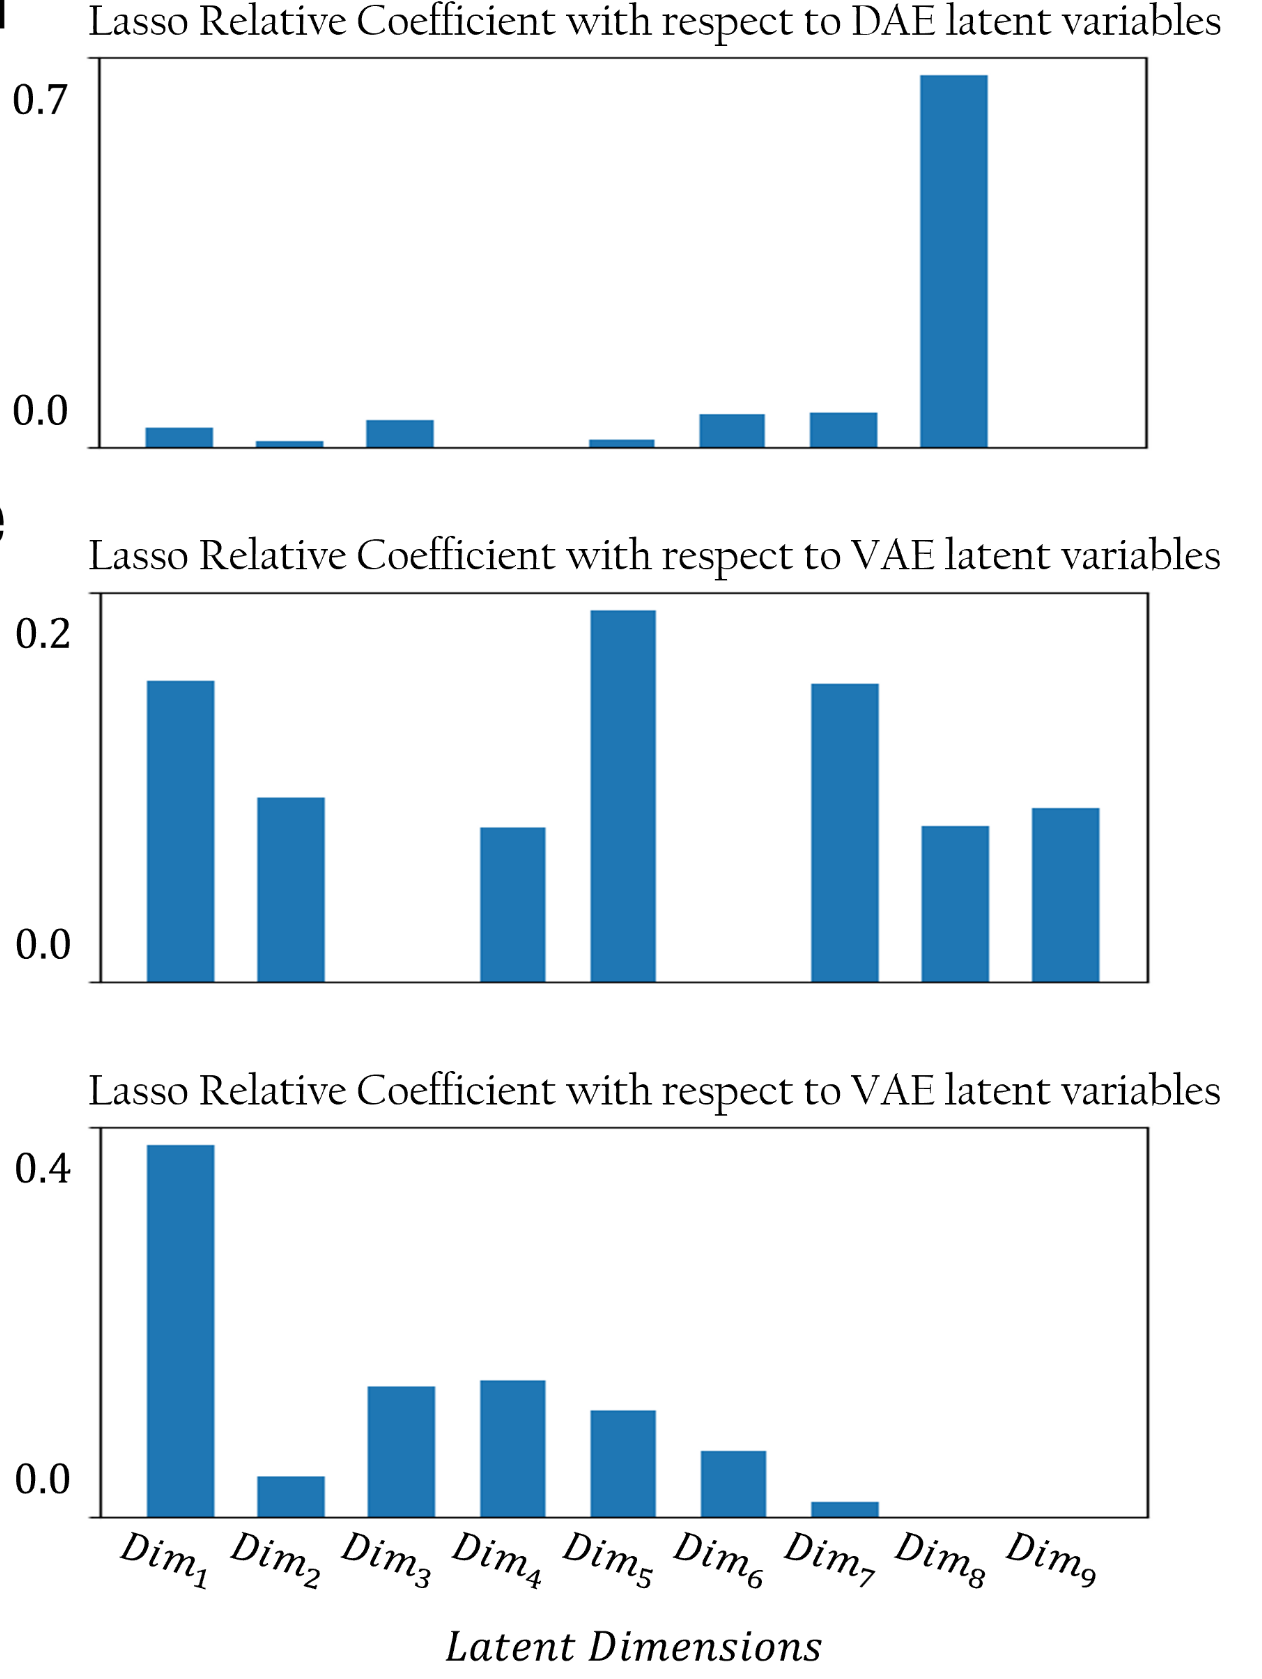 Lasso Relative Coefficient with respect to DAE latent variables
0.7
0.0
Lasso Relative Coefficient with respect to VAE latent variables
0.2
0.0
Lasso Relative Coefficient with respect to VAE latent variables
0.4
0.0
Dim₁ Dim₂ Dim₃ Dim₄ Dim₅ Dim₆ Dim₇ Dim₈ Dim₉
Latent Dimensions